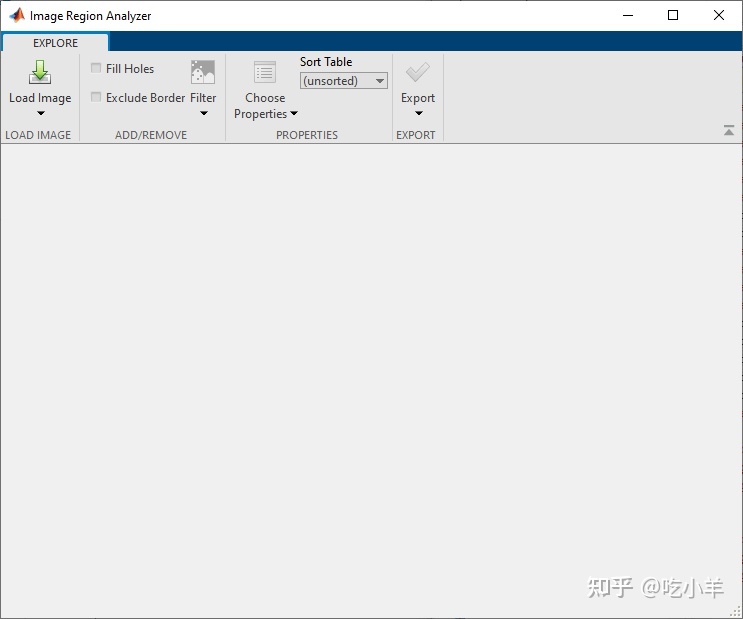 Image Region Analyzer
EXPLORE
Load Image
LOAD IMAGE
Fill Holes
Exclude Border
Filter
ADD/REMOVE
Choose
Properties
Sort Table
(unsorted)
PROPERTIES
Export
EXPORT
知乎 @吃小羊